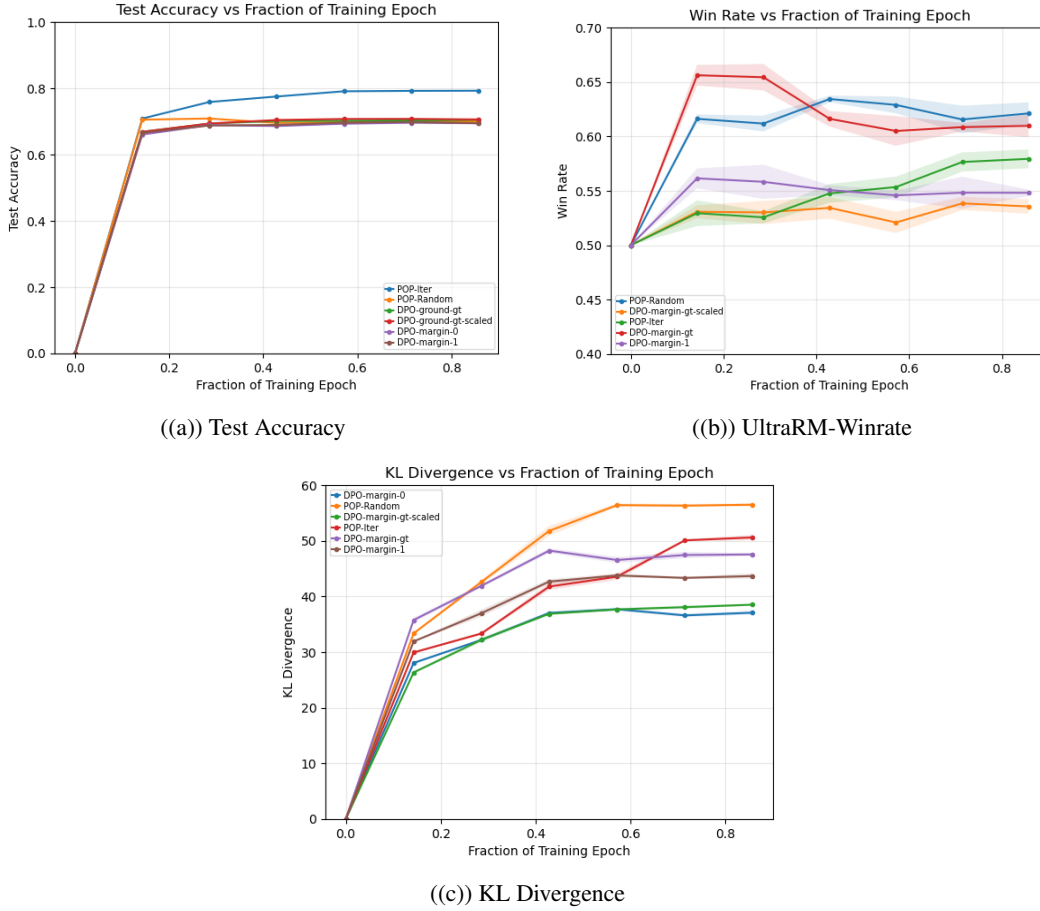 Test Accuracy vs Fraction of Training Epoch
1.0
0.8
0.6
0.4
0.2
0.0
Test Accuracy
0.0 0.2 0.4 0.6 0.8
Fraction of Training Epoch
POP-Iter
POP-Random
DPO-ground-gt
DPO-ground-gt-scaled
DPO-margin-0
DPO-margin-1
((a)) Test Accuracy
Win Rate vs Fraction of Training Epoch
0.70
0.65
0.60
0.55
0.50
0.45
0.40
Win Rate
0.0 0.2 0.4 0.6 0.8
Fraction of Training Epoch
POP-Random
DPO-margin-gt-scaled
POP-Iter
DPO-margin-gt
DPO-margin-1
((b)) UltraRM-Winrate
KL Divergence vs Fraction of Training Epoch
60
50
40
30
20
10
0
KL Divergence
0.0 0.2 0.4 0.6 0.8
Fraction of Training Epoch
DPO-margin-0
POP-Random
DPO-margin-gt-scaled
POP-Iter
DPO-margin-gt
DPO-margin-1
((c)) KL Divergence